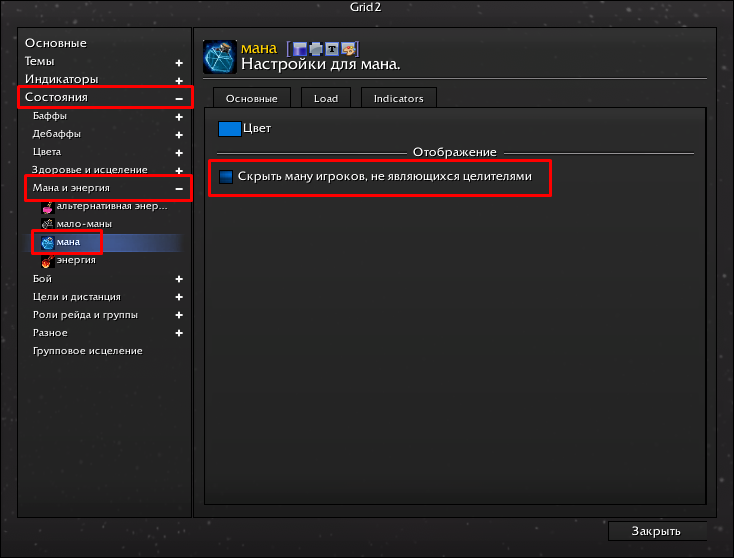 Grid2
Основные
Темы
Индикаторы
Состояния
Баффы
Дебаффы
Цвета
Здоровье и исцеление
Мана и энергия
альтернативная энер...
мало-маны
мана
энергия
Бой
Цели и дистанция
Роли рейда и группы
Разное
Групповое исцеление
мана [ T ]
Настройки для мана.
Основные Load Indicators
Цвет
Отображение
Скрыть ману игроков, не являющихся целителями
Закрыть